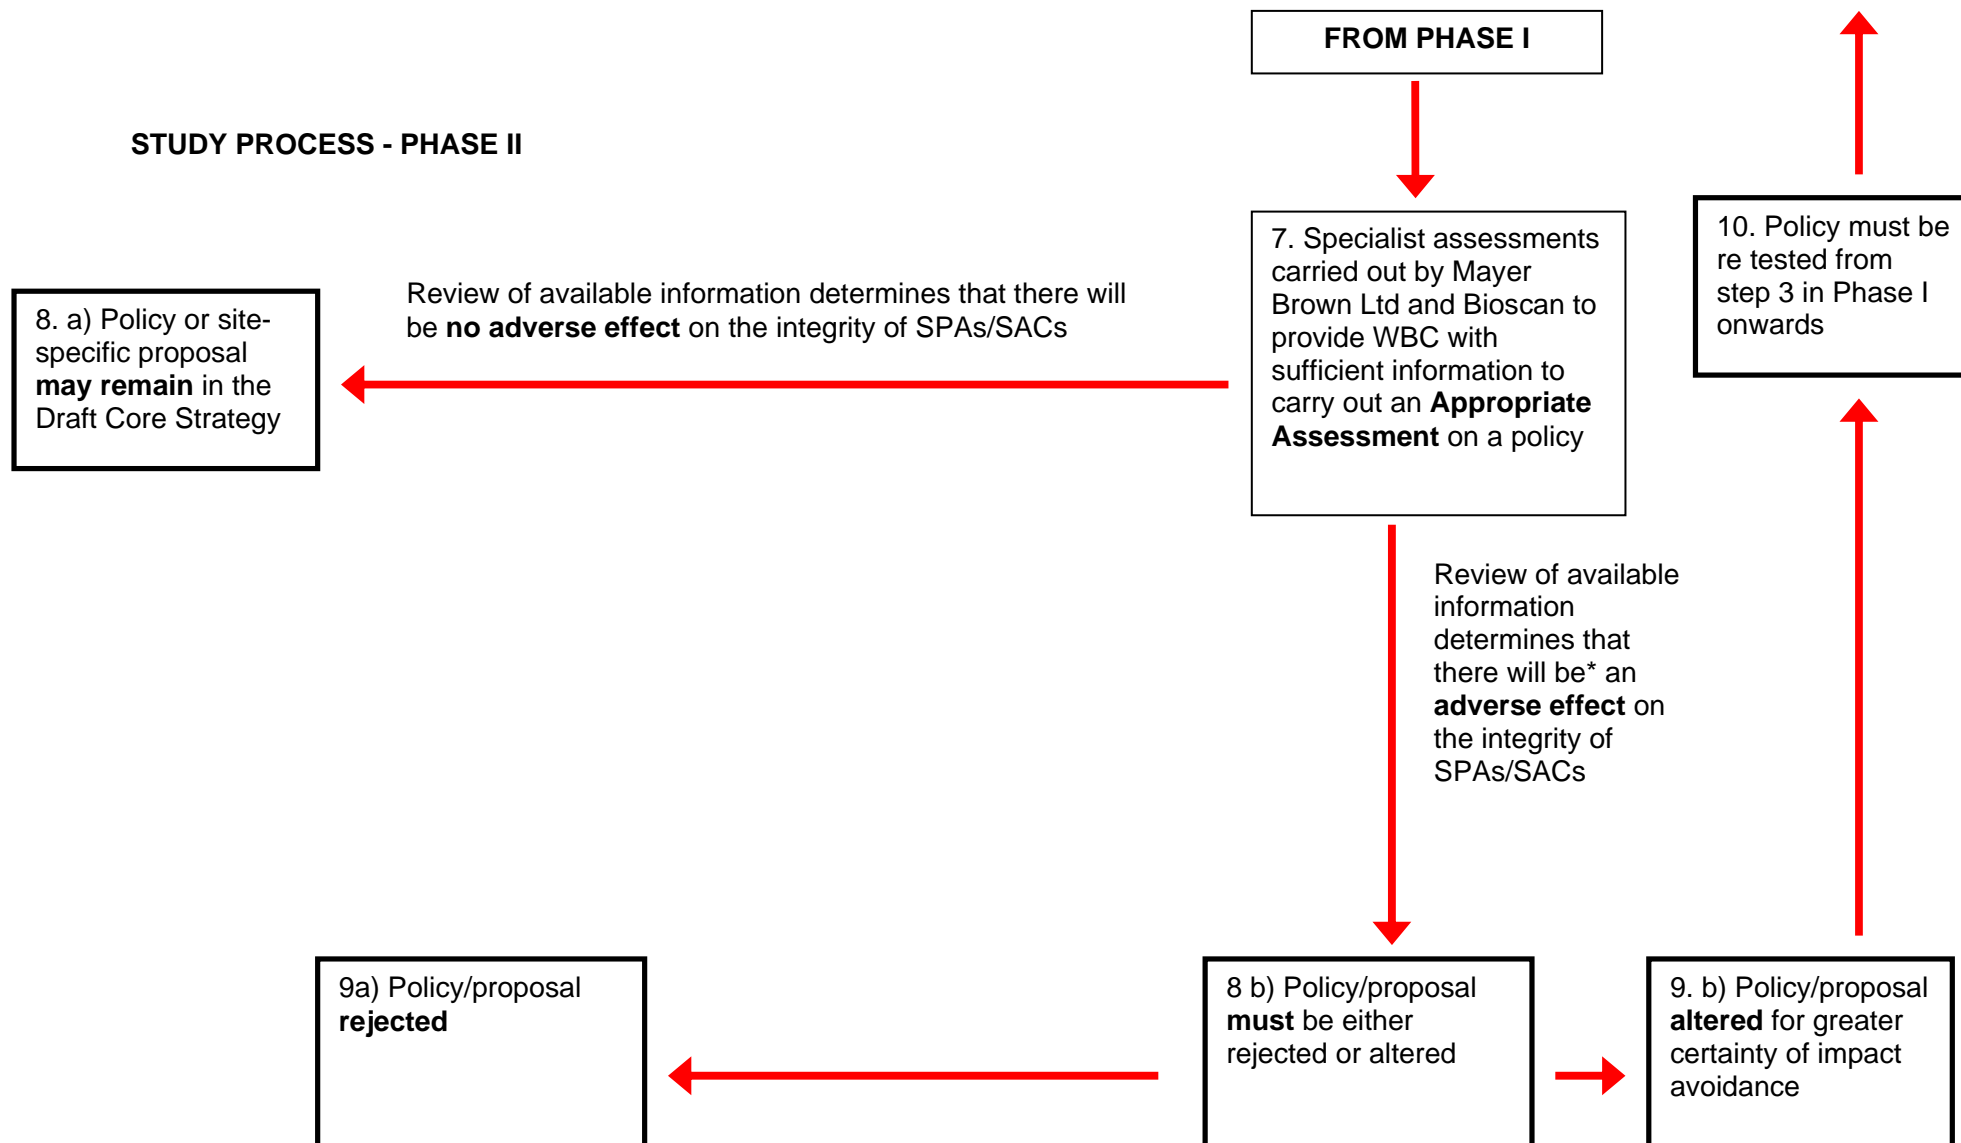 FROM PHASE I
STUDY PROCESS - PHASE II
7. Specialist assessments
carried out by Mayer
Brown Ltd and Bioscan to
provide WBC with
sufficient information to
carry out an Appropriate
Assessment on a policy
10. Policy must be
re tested from
step 3 in Phase I
onwards
Review of available information determines that there will
be no adverse effect on the integrity of SPAs/SACs
8. a) Policy or site-
specific proposal
may remain in the
Draft Core Strategy
Review of available
information
determines that
there will be* an
adverse effect on
the integrity of
SPAs/SACs
9a) Policy/proposal
rejected
8 b) Policy/proposal
must be either
rejected or altered
9. b) Policy/proposal
altered for greater
certainty of impact
avoidance